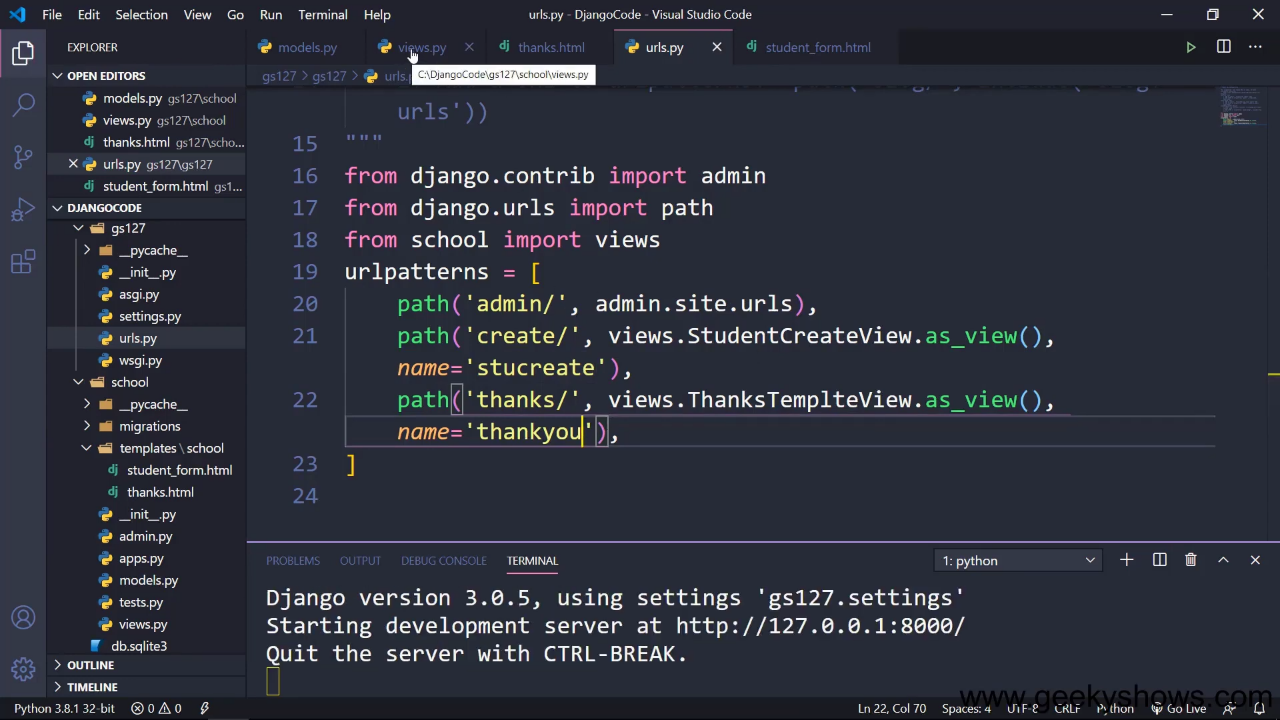 File Edit Selection View Go Run Terminal Help urls.py - DjangoCode - Visual Studio Code
EXPLORER
OPEN EDITORS
models.py gs127\school
views.py gs127\school
thanks.html gs127\scho...
urls.py gs127\gs127
student_form.html gs1...
DJANGOCODE
gs127
__pycache__
__init__.py
asgi.py
settings.py
urls.py
wsgi.py
school
__pycache__
migrations
templates \ school
student_form.html
thanks.html
__init__.py
admin.py
apps.py
models.py
tests.py
views.py
db.sqlite3
OUTLINE
TIMELINE
models.py views.py thanks.html urls.py student_form.html
gs127 > gs127 > urls.
C:\DjangoCode\gs127\school\views.py
urls'))
15 """
16 from django.contrib import admin
17 from django.urls import path
18 from school import views
19 urlpatterns = [
20 path('admin/', admin.site.urls),
21 path('create/', views.StudentCreateView.as_view(),
name='stucreate'),
22 path('thanks/', views.ThanksTemplteView.as_view(),
name='thankyou'),
23 ]
24
PROBLEMS OUTPUT DEBUG CONSOLE TERMINAL 1: python
Django version 3.0.5, using settings 'gs127.settings'
Starting development server at http://127.0.0.1:8000/
Quit the server with CTRL-BREAK.
www.geekyshows.com
Python 3.8.1 32-bit 0 0 Ln 22, Col 70 Spaces: 4 UTF-8 CRLF Python Go Live